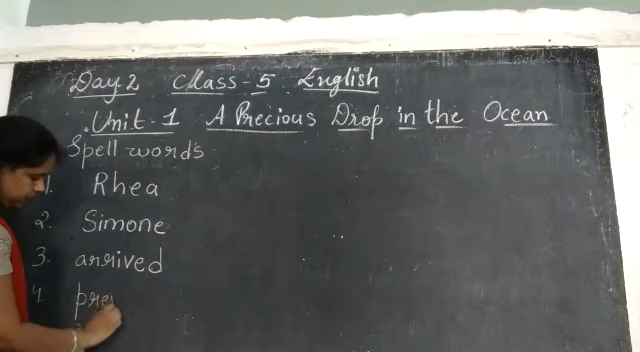 Day 2 Class - 5 English
Unit - 1 A Precious Drop in the Ocean
Spell words
1. Rhea
2. Simone
3. arrived
4. pre